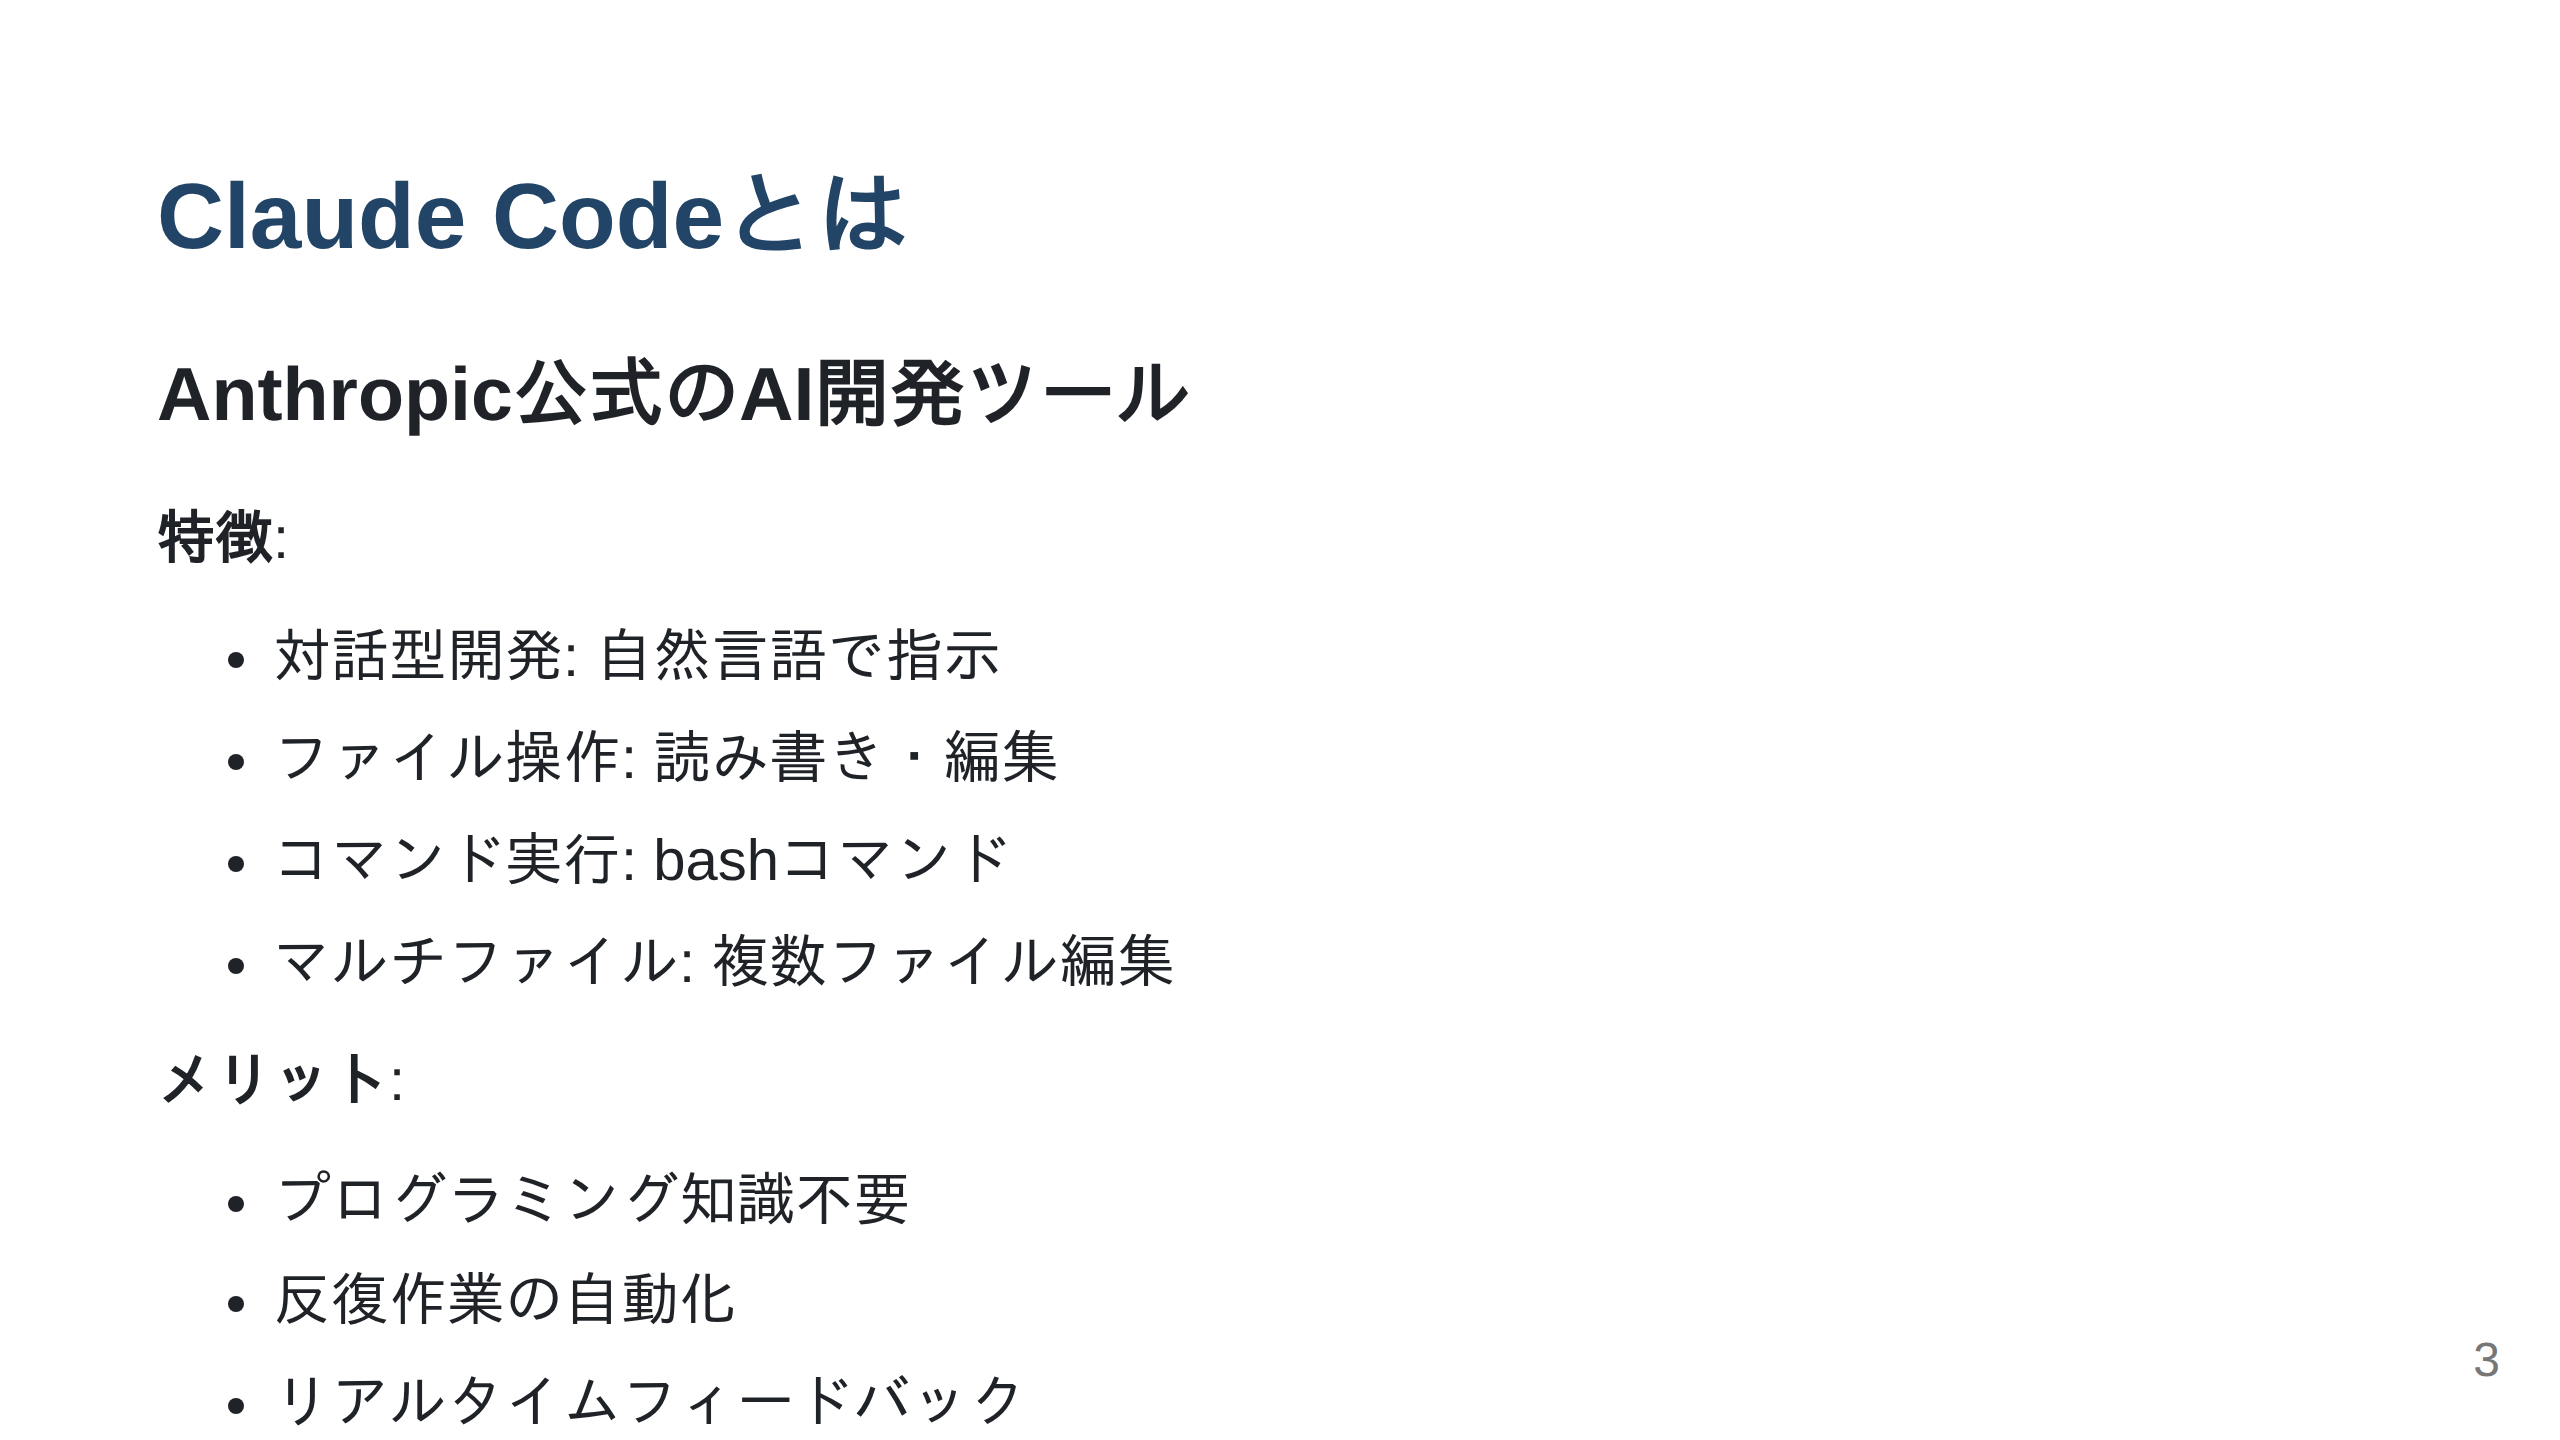 Claude Codeとは
Anthropic公式のAI開発ツール
特徴:
• 対話型開発: 自然言語で指示
• ファイル操作: 読み書き・編集
• コマンド実行: bashコマンド
• マルチファイル: 複数ファイル編集
メリット:
• プログラミング知識不要
• 反復作業の自動化
• リアルタイムフィードバック
3